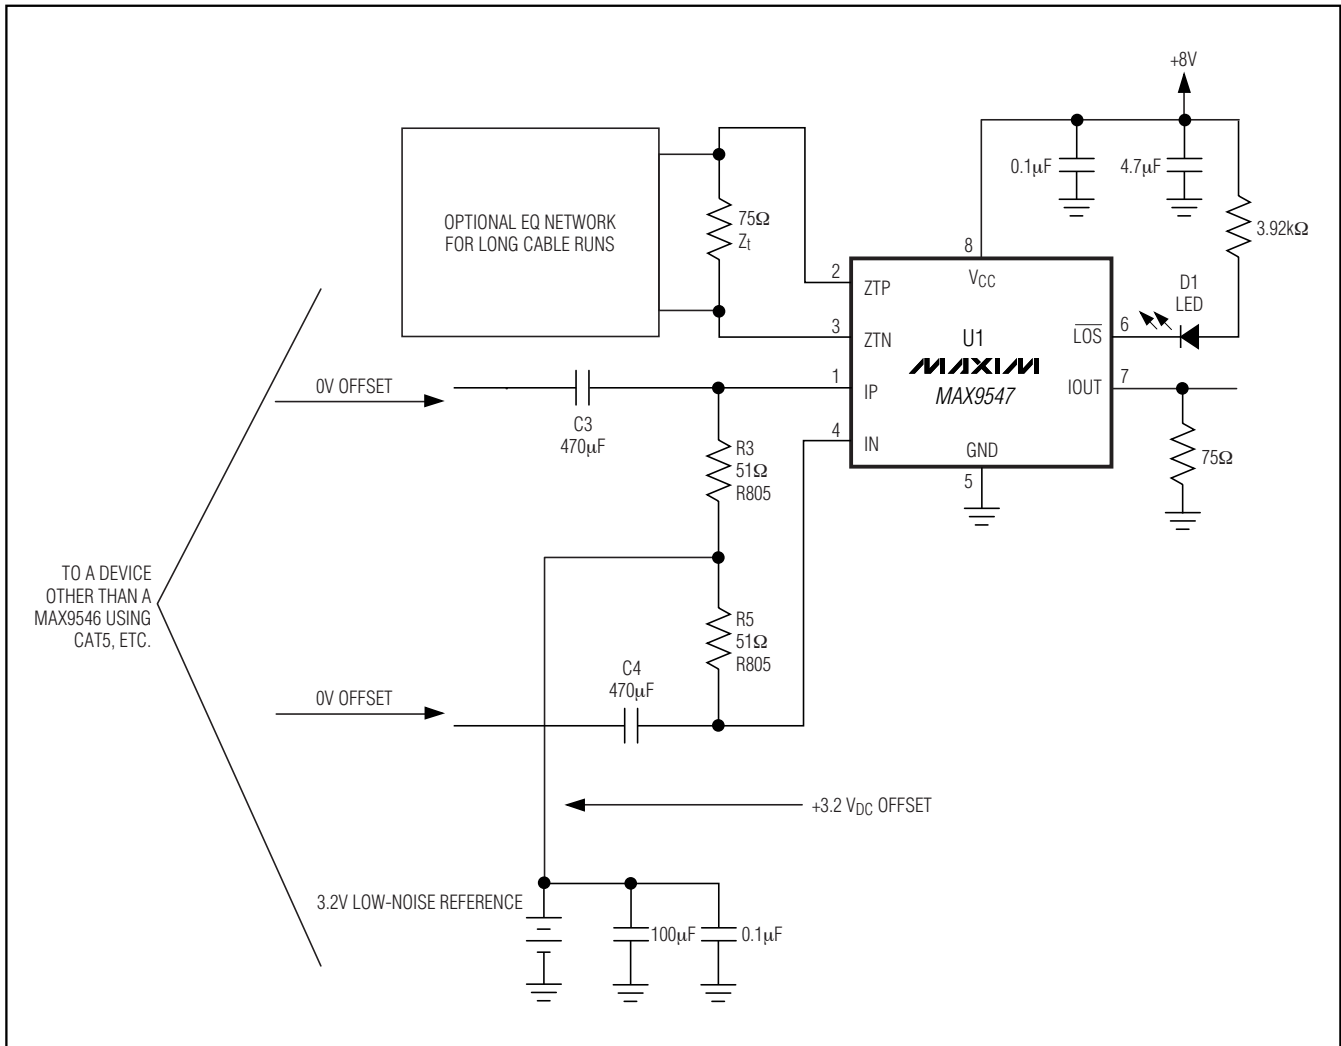 +8V
0.1µF
4.7µF
3.92kΩ
OPTIONAL EQ NETWORK
FOR LONG CABLE RUNS
75Ω
Zt
2
ZTP
3
ZTN
8
VCC
U1
MAXIM
MAX9547
D1
LED
6
LOS
7
IOUT
75Ω
0V OFFSET
C3
470µF
1
IP
4
IN
GND
5
R3
51Ω
R805
TO A DEVICE
OTHER THAN A
MAX9546 USING
CAT5, ETC.
R5
51Ω
R805
C4
470µF
0V OFFSET
+3.2 VDC OFFSET
3.2V LOW-NOISE REFERENCE
100µF
0.1µF